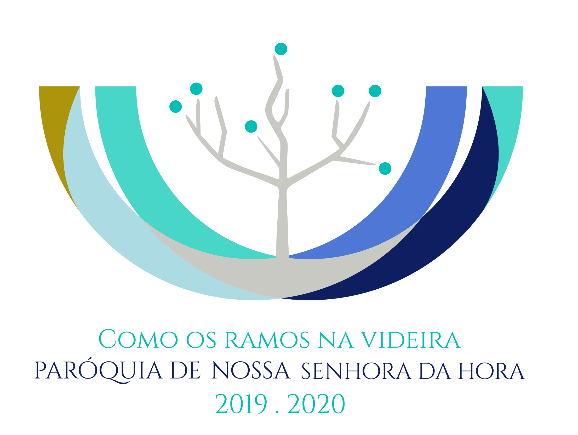 Como os ramos na videira
paróquia de nossa senhora da hora
2019 . 2020